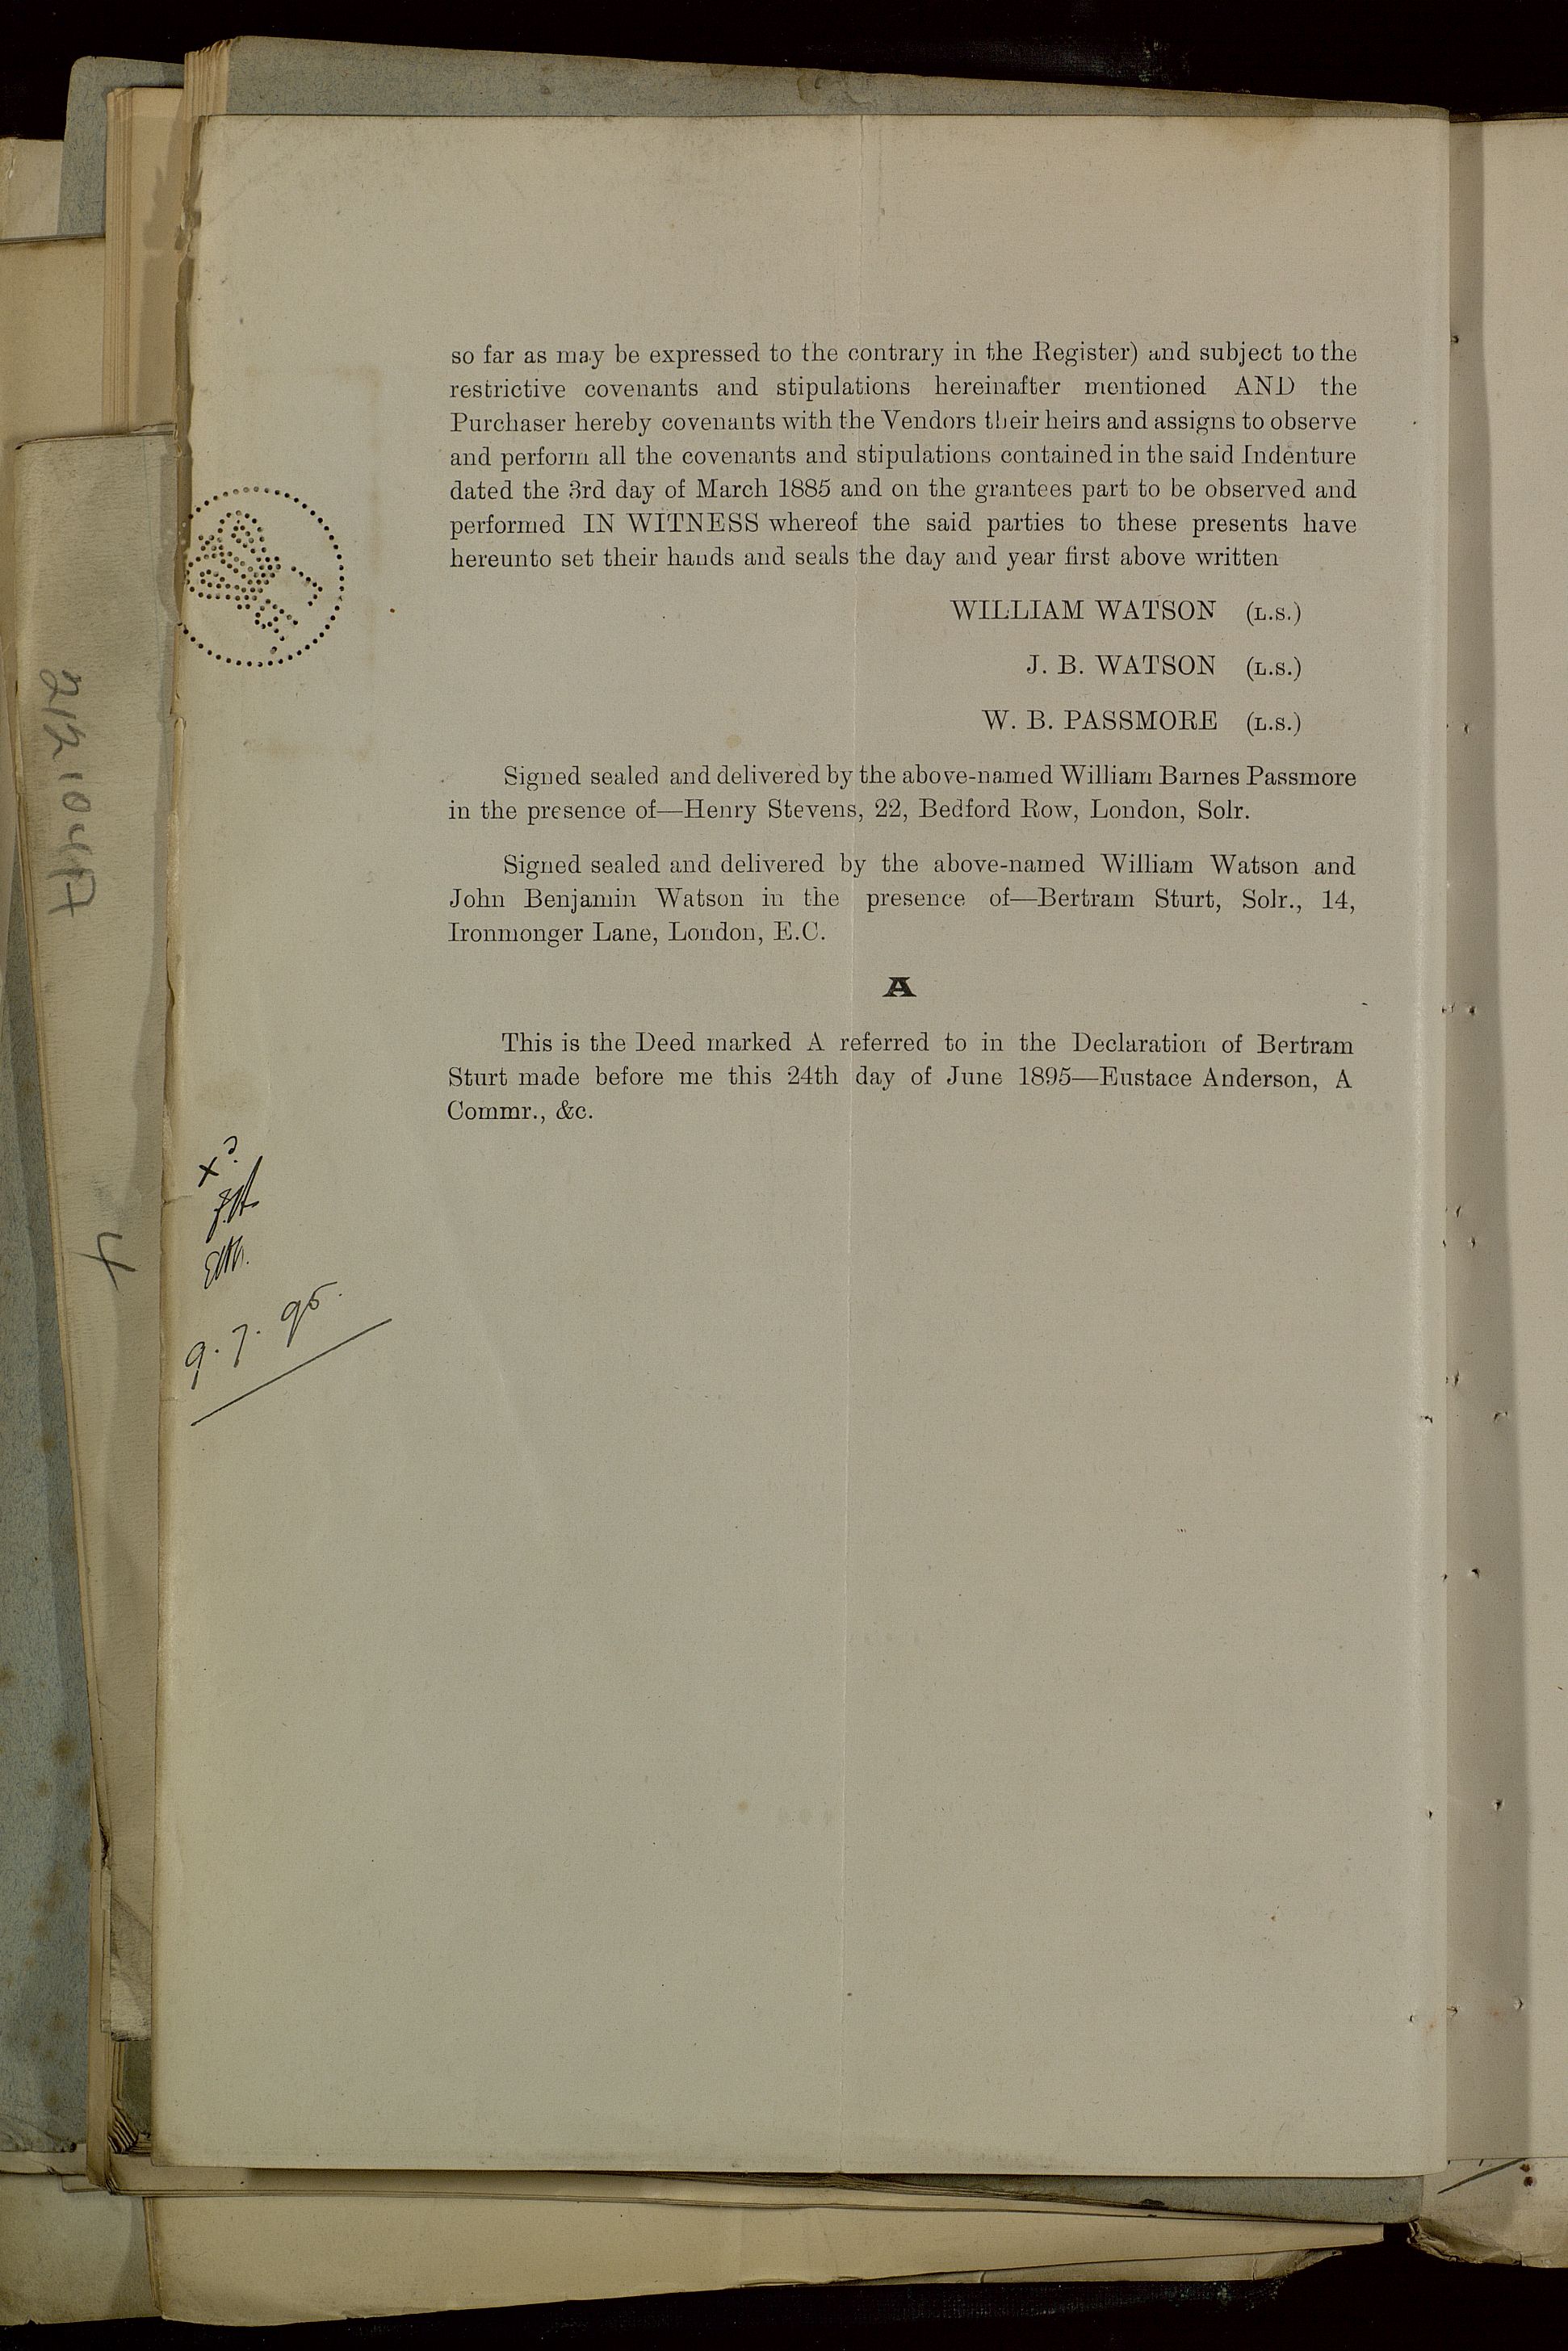 so far as may be expressed to the contrary in the Register) and subject to the
restrictive covenants and stipulations hereinafter mentioned AND the
Purchaser hereby covenants with the Vendors their heirs and assigns to observe
and perform all the covenants and stipulations contained in the said Indenture
dated the 3rd day of March 1885 and on the grantees part to be observed and
performed IN WITNESS whereof the said parties to these presents have
hereunto set their hands and seals the day and year first above written
WILLIAM WATSON (L.S.)
J. B. WATSON (L.S.)
W. B. PASSMORE (L.S.)
Signed sealed and delivered by the above-named William Barnes Passmore
in the presence of—Henry Stevens, 22, Bedford Row, London, Solr.
Signed sealed and delivered by the above-named William Watson and
John Benjamin Watson in the presence of—Bertram Sturt, Solr., 14,
Ironmonger Lane, London, E.C.
A
This is the Deed marked A referred to in the Declaration of Bertram
Sturt made before me this 24th day of June 1895—Eustace Anderson, A
Commr., &c.
9.7.95.
4